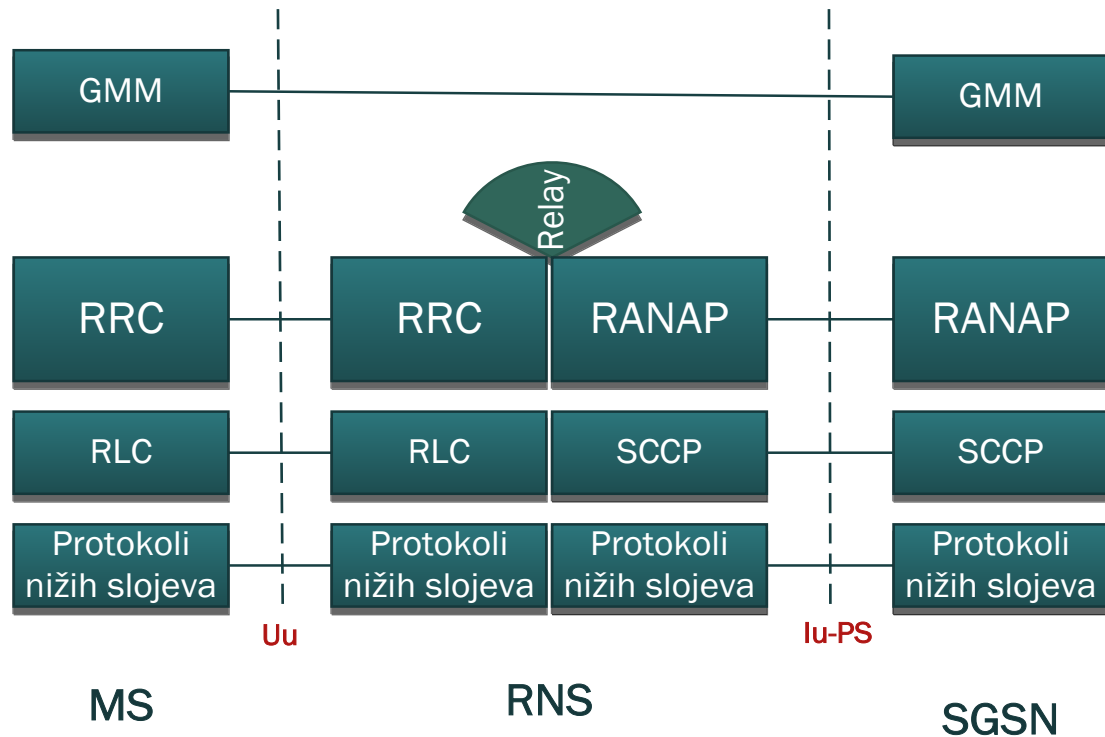 GMM
GMM
Relay
RRC
RRC
RANAP
RANAP
RLC
RLC
SCCP
SCCP
Protokoli
nižih slojeva
Protokoli
nižih slojeva
Protokoli
nižih slojeva
Protokoli
nižih slojeva
Uu
Iu-PS
MS
RNS
SGSN